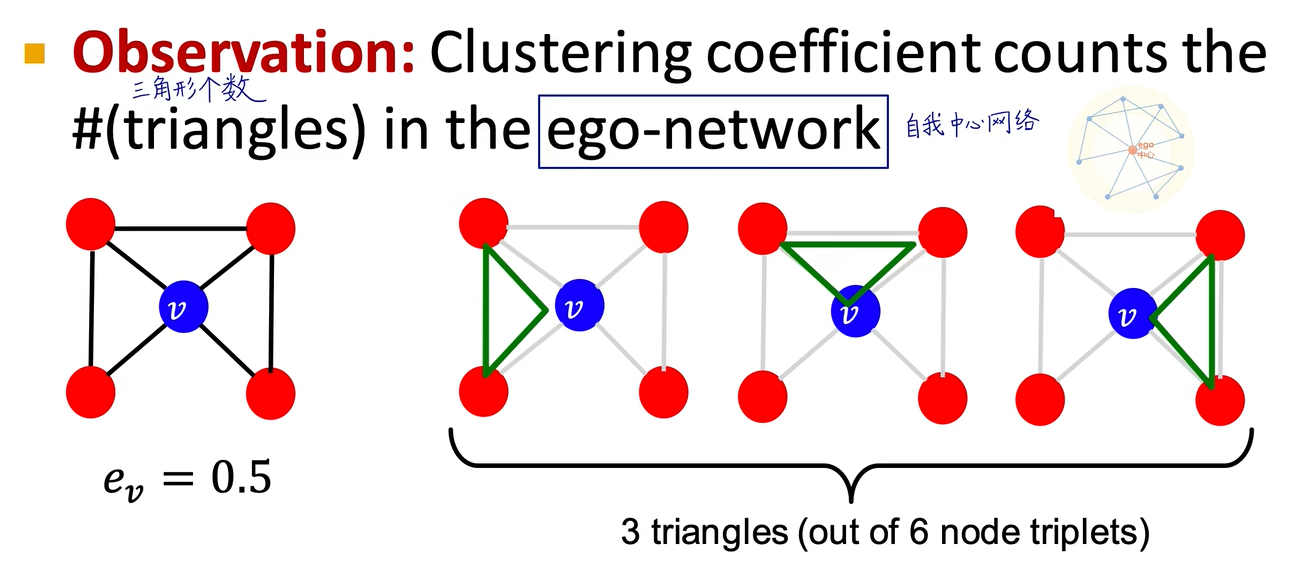 Observation: Clustering coefficient counts the
三角形个数
#(triangles) in the ego-network
自我中心网络
ego
中心
v
v
v
v
e_v = 0.5
3 triangles (out of 6 node triplets)